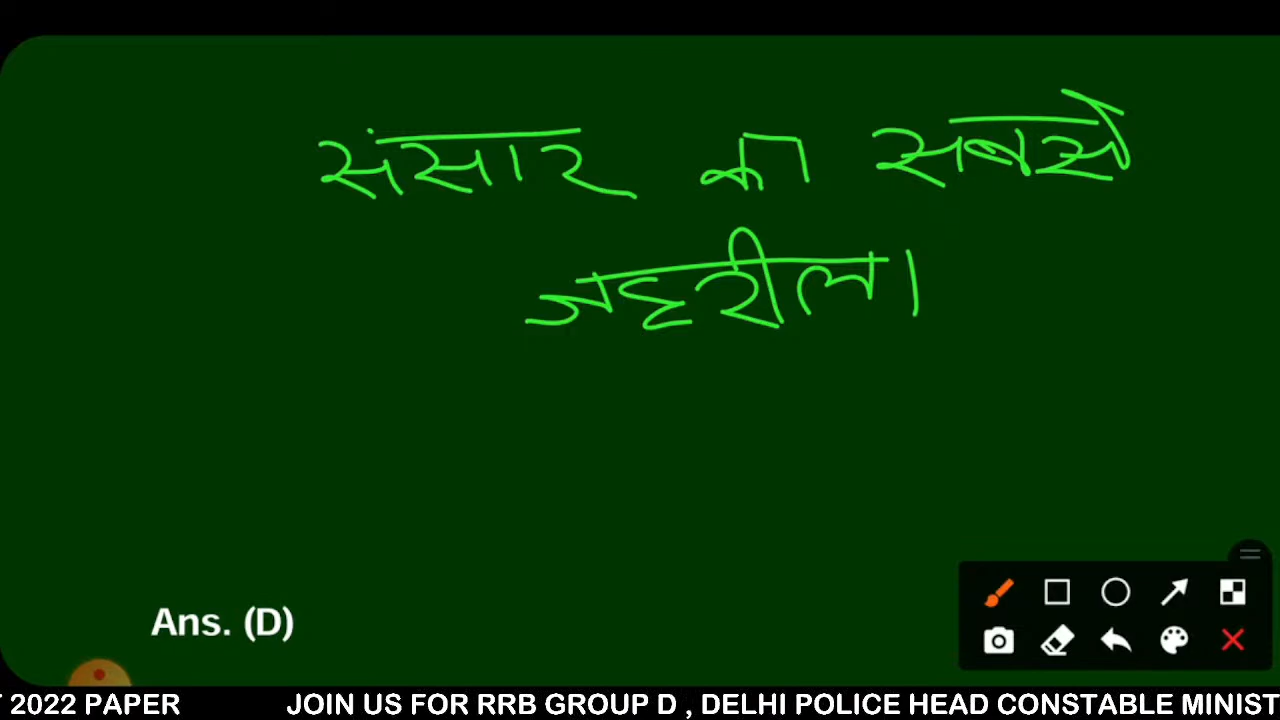 संसार का सबसे
जहरीला
Ans. (D)
T 2022 PAPER JOIN US FOR RRB GROUP D , DELHI POLICE HEAD CONSTABLE MINIST